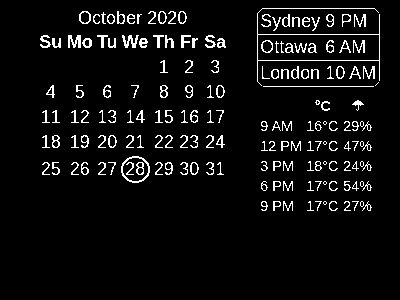 October 2020
Su Mo Tu We Th Fr Sa
1 2 3
4 5 6 7 8 9 10
11 12 13 14 15 16 17
18 19 20 21 22 23 24
25 26 27 28 29 30 31
Sydney 9 PM
Ottawa 6 AM
London 10 AM
°C ☂
9 AM 16°C 29%
12 PM 17°C 47%
3 PM 18°C 24%
6 PM 17°C 54%
9 PM 17°C 27%